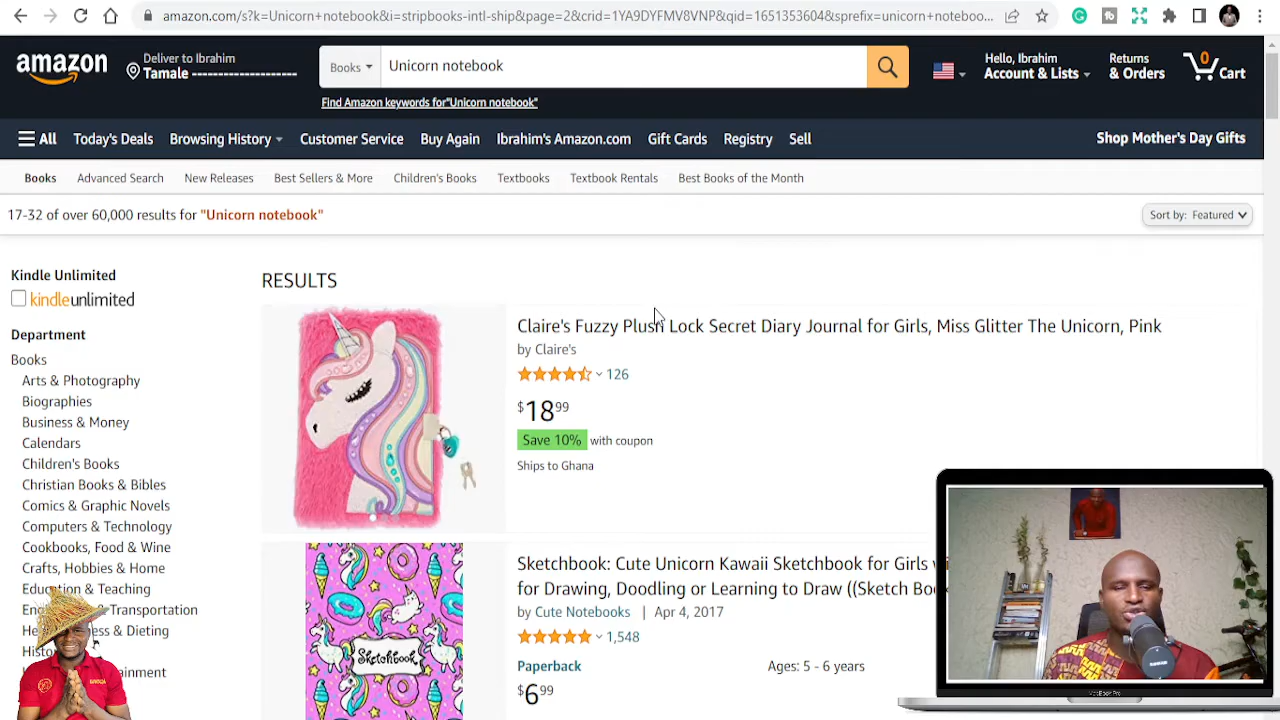 amazon.com/s?k=Unicorn+notebook&i=stripbooks-intl-ship&page=2&crid=1YA9DYFMV8VNP&qid=1651353604&sprefix=unicorn+noteboo...
amazon
Deliver to Ibrahim
Tamale --------------------
Books
Unicorn notebook
Hello, Ibrahim
Account & Lists
Returns
& Orders
0
Cart
Find Amazon keywords for"Unicorn notebook"
All
Today's Deals
Browsing History
Customer Service
Buy Again
Ibrahim's Amazon.com
Gift Cards
Registry
Sell
Shop Mother's Day Gifts
Books
Advanced Search
New Releases
Best Sellers & More
Children's Books
Textbooks
Textbook Rentals
Best Books of the Month
17-32 of over 60,000 results for "Unicorn notebook"
Sort by: Featured
Kindle Unlimited
kindleunlimited
Department
Books
Arts & Photography
Biographies
Business & Money
Calendars
Children's Books
Christian Books & Bibles
Comics & Graphic Novels
Computers & Technology
Cookbooks, Food & Wine
Crafts, Hobbies & Home
Education & Teaching
Transportation
& Dieting
RESULTS
Claire's Fuzzy Plush Lock Secret Diary Journal for Girls, Miss Glitter The Unicorn, Pink
by Claire's
126
$18.99
Save 10% with coupon
Ships to Ghana
Sketchbook: Cute Unicorn Kawaii Sketchbook for Girls
for Drawing, Doodling or Learning to Draw ((Sketch
by Cute Notebooks | Apr 4, 2017
1,548
Paperback
Ages: 5 - 6 years
$6.99
Sketchbook
MacBook Pro